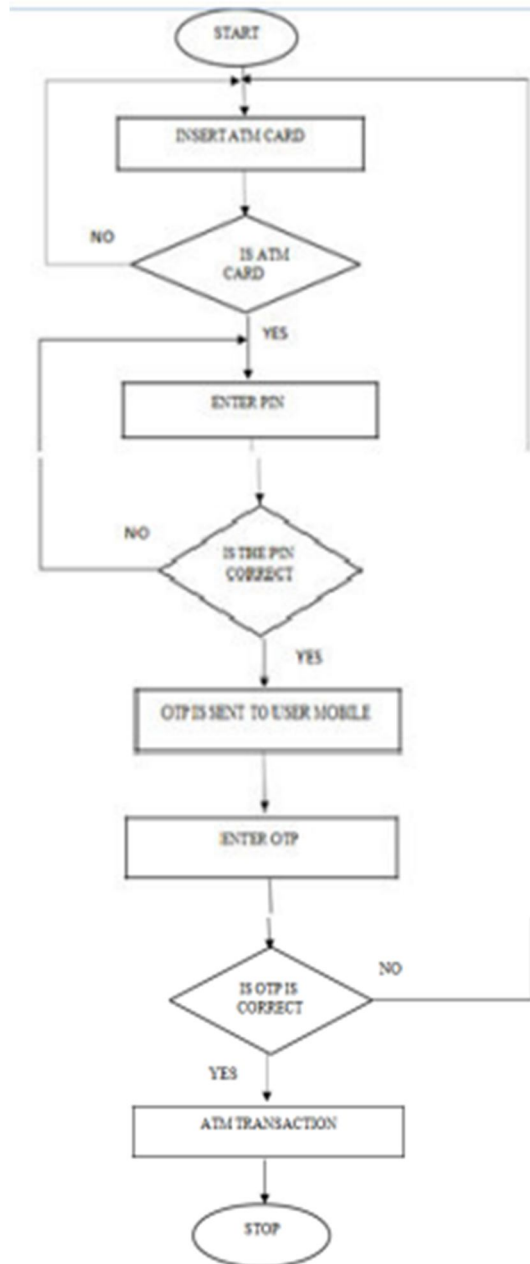 START
INSERT ATM CARD
NO
IS ATM
CARD
YES
ENTER PIN
NO
IS THE PIN
CORRECT
YES
OTP IS SENT TO USER MOBILE
ENTER OTP
NO
IS OTP IS
CORRECT
YES
ATM TRANSACTION
STOP